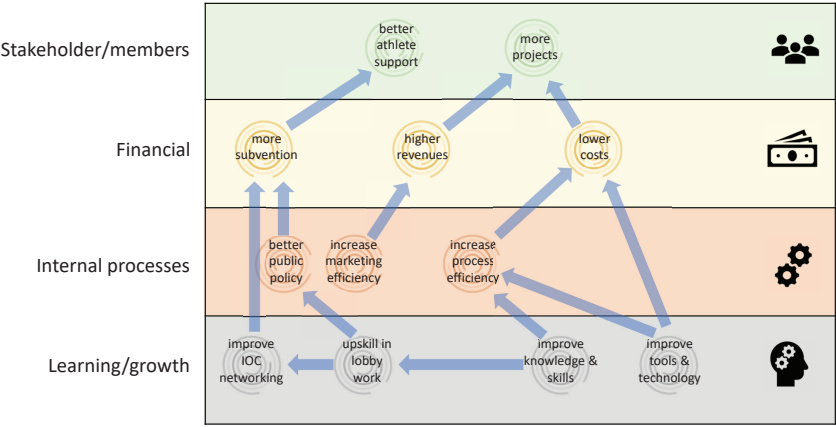 Stakeholder/members
better
athlete
support
more
projects
Financial
more
subvention
higher
revenues
lower
costs
Internal processes
better
public
policy
increase
marketing
efficiency
increase
process
efficiency
Learning/growth
improve
IOC
networking
upskill in
lobby
work
improve
knowledge &
skills
improve
tools &
technology